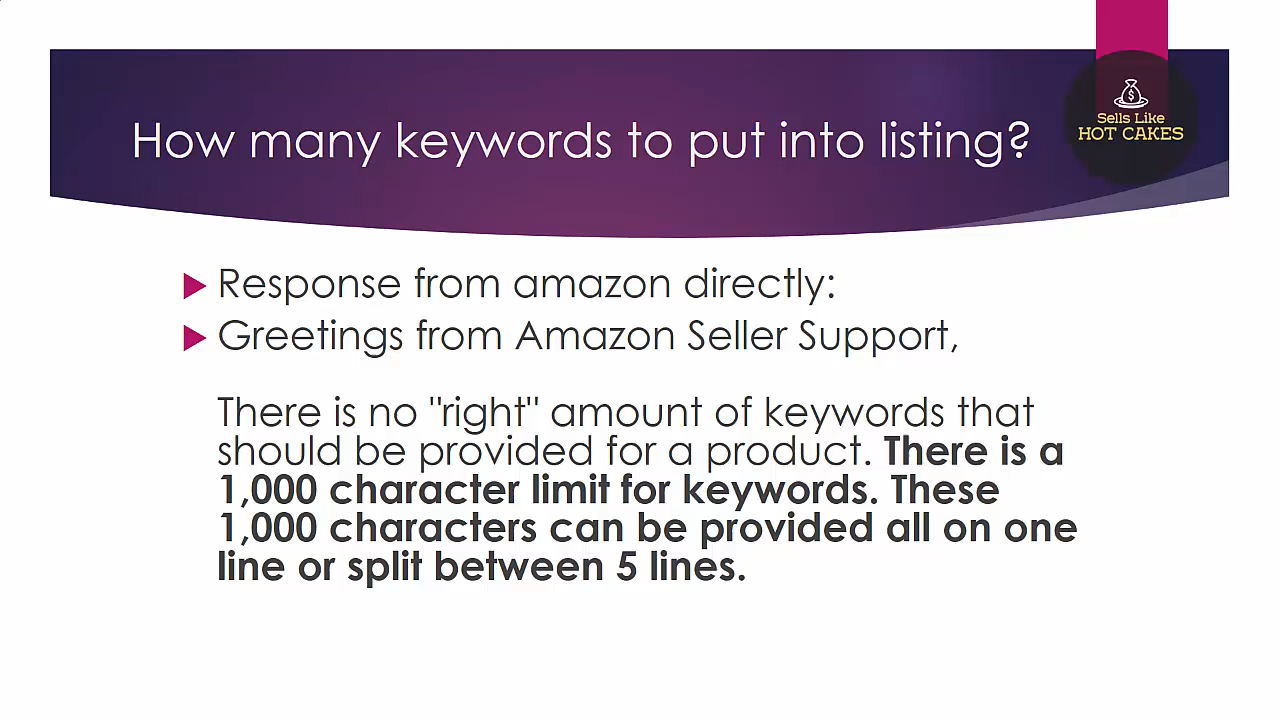 How many keywords to put into listing?
Sells Like
HOT CAKES
Response from amazon directly:
Greetings from Amazon Seller Support,
There is no "right" amount of keywords that
should be provided for a product. There is a
1,000 character limit for keywords. These
1,000 characters can be provided all on one
line or split between 5 lines.